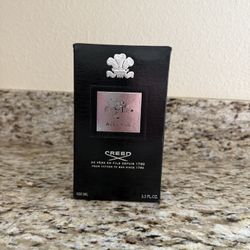 CREED
DE PÈRE EN FILS DEPUIS 1760
FROM FATHER TO SON SINCE 1760
100 ML
3.3 FL.OZ.